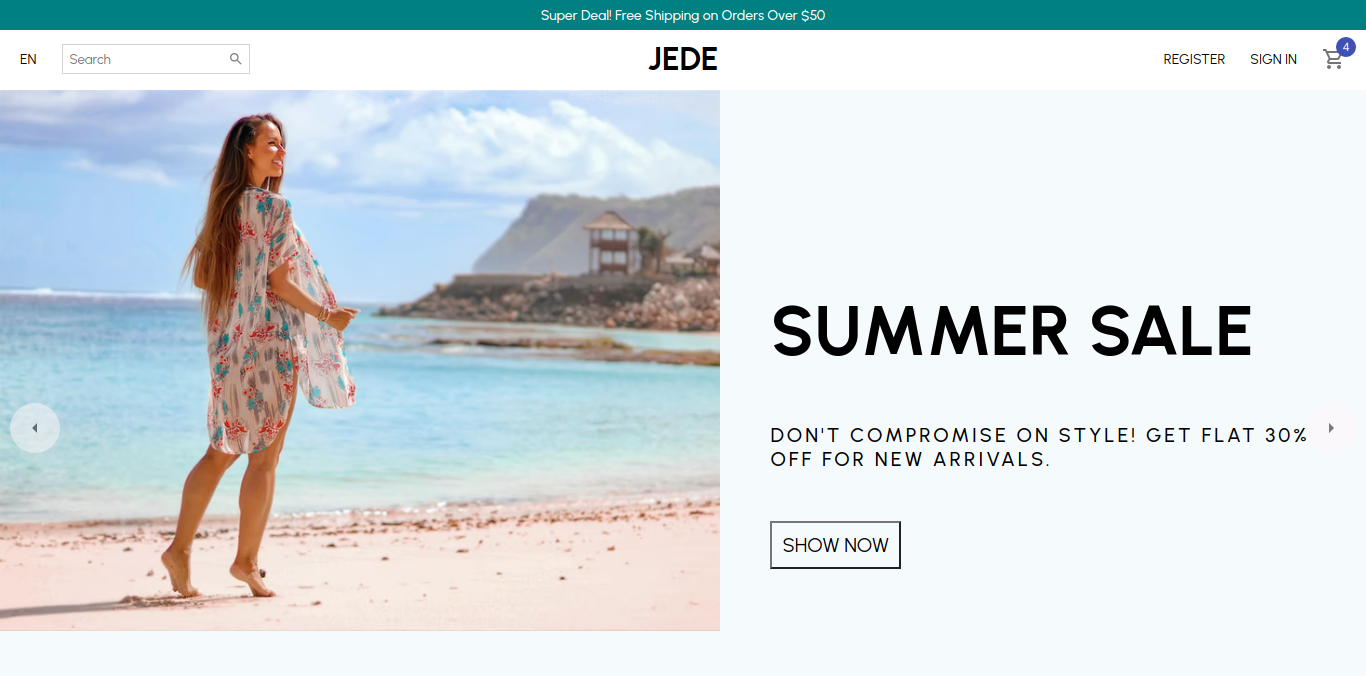 Super Deal! Free Shipping on Orders Over $50
EN
Search
JEDE
REGISTER
SIGN IN
4
SUMMER SALE
DON'T COMPROMISE ON STYLE! GET FLAT 30%
OFF FOR NEW ARRIVALS.
SHOW NOW